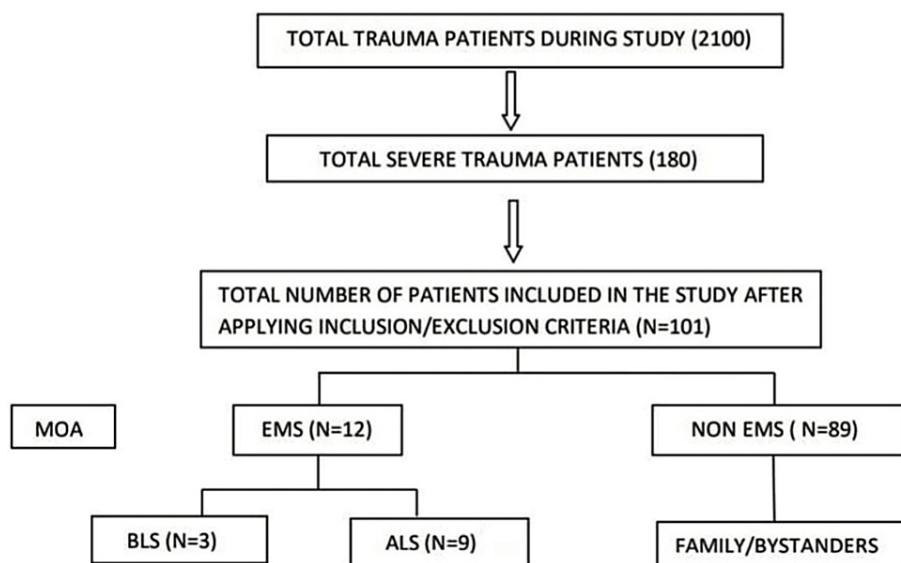 TOTAL TRAUMA PATIENTS DURING STUDY (2100)
TOTAL SEVERE TRAUMA PATIENTS (180)
TOTAL NUMBER OF PATIENTS INCLUDED IN THE STUDY AFTER
APPLYING INCLUSION/EXCLUSION CRITERIA (N=101)
MOA
EMS (N=12)
NON EMS ( N=89)
BLS (N=3)
ALS (N=9)
FAMILY/BYSTANDERS